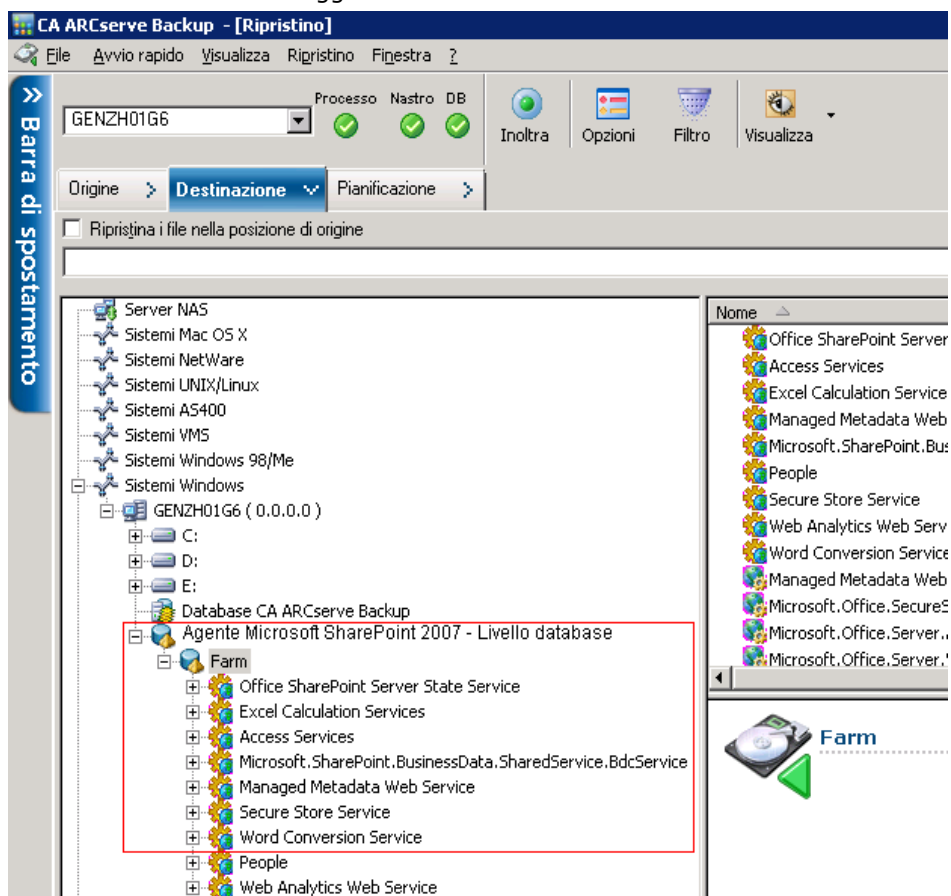 CA ARCserve Backup - [Ripristino]
File Avvio rapido Visualizza Ripristino Finestra ?
Barra di spostamento
GENZH01G6
Processo Nastro DB
Inoltra Opzioni Filtro Visualizza
Origine Destinazione Pianificazione
Ripristina i file nella posizione di origine
Server NAS
Sistemi Mac OS X
Sistemi NetWare
Sistemi UNIX/Linux
Sistemi AS400
Sistemi VMS
Sistemi Windows 98/Me
Sistemi Windows
GENZH01G6 ( 0.0.0.0 )
C:
D:
E:
Database CA ARCserve Backup
Agente Microsoft SharePoint 2007 - Livello database
Farm
Office SharePoint Server State Service
Excel Calculation Services
Access Services
Microsoft.SharePoint.BusinessData.SharedService.BdcService
Managed Metadata Web Service
Secure Store Service
Word Conversion Service
People
Web Analytics Web Service
Nome
Office SharePoint Server
Access Services
Excel Calculation Service
Managed Metadata Web
Microsoft.SharePoint.Bus
People
Secure Store Service
Web Analytics Web Serv
Word Conversion Service
Managed Metadata Web
Microsoft.Office.SecureS
Microsoft.Office.Server.
Microsoft.Office.Server.
Farm